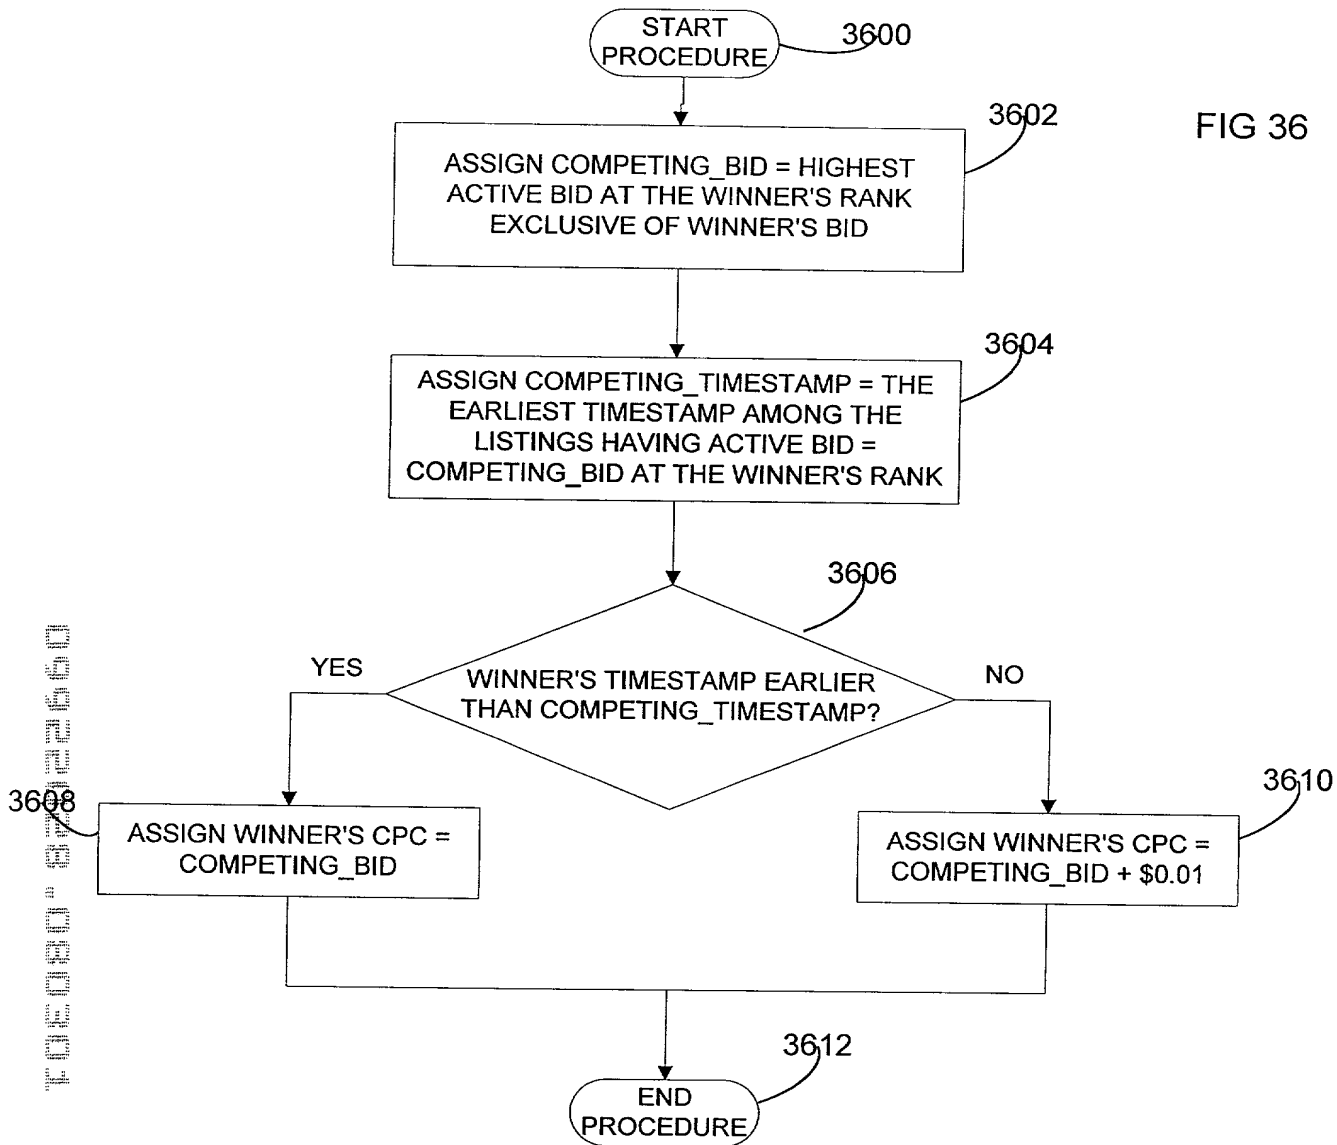 START
PROCEDURE
3600
FIG 36
3602
ASSIGN COMPETING_BID = HIGHEST
ACTIVE BID AT THE WINNER'S RANK
EXCLUSIVE OF WINNER'S BID
3604
ASSIGN COMPETING_TIMESTAMP = THE
EARLIEST TIMESTAMP AMONG THE
LISTINGS HAVING ACTIVE BID =
COMPETING_BID AT THE WINNER'S RANK
3606
WINNER'S TIMESTAMP EARLIER
THAN COMPETING_TIMESTAMP?
YES
NO
3608
ASSIGN WINNER'S CPC =
COMPETING_BID
3610
ASSIGN WINNER'S CPC =
COMPETING_BID + $0.01
3612
END
PROCEDURE